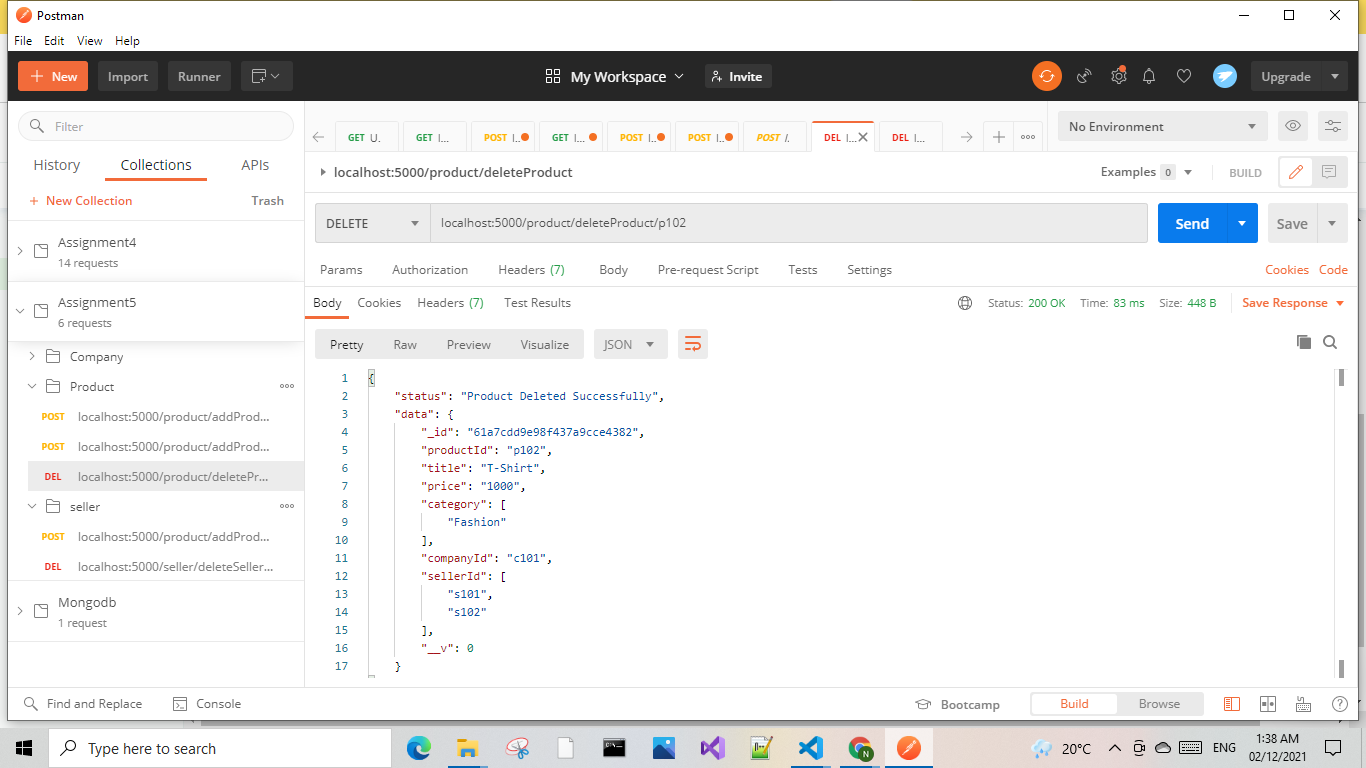 Postman
File Edit View Help
New Import Runner My Workspace Invite Upgrade
Filter
History Collections APIs
New Collection Trash
Assignment4
14 requests
Assignment5
6 requests
Company
Product
POST localhost:5000/product/addProd...
POST localhost:5000/product/addProd...
DEL localhost:5000/product/deletePr...
seller
POST localhost:5000/product/addProd...
DEL localhost:5000/seller/deleteSeller...
Mongodb
1 request
GET U. GET l... POST l.. GET l... POST l.. POST l.. POST l. DEL l... DEL l... No Environment
localhost:5000/product/deleteProduct Examples 0 BUILD
DELETE localhost:5000/product/deleteProduct/p102 Send Save
Params Authorization Headers (7) Body Pre-request Script Tests Settings Cookies Code
Body Cookies Headers (7) Test Results Status: 200 OK Time: 83 ms Size: 448 B Save Response
Pretty Raw Preview Visualize JSON
1 {
2 "status": "Product Deleted Successfully",
3 "data": {
4 "_id": "61a7cdd9e98f437a9cce4382",
5 "productId": "p102",
6 "title": "T-Shirt",
7 "price": "1000",
8 "category": [
9 "Fashion"
10 ],
11 "companyId": "c101",
12 "sellerId": [
13 "s101",
14 "s102"
15 ],
16 "__v": 0
17 }
Find and Replace Console Bootcamp Build Browse
Type here to search 20°C ENG 1:38 AM
02/12/2021